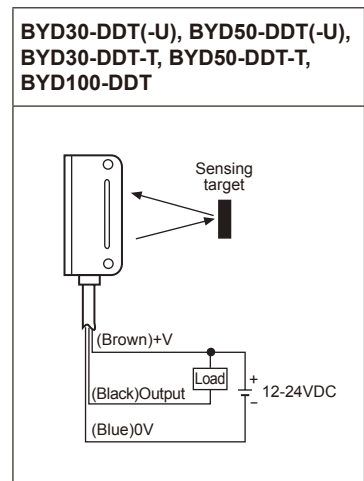 BYD30-DDT(-U), BYD50-DDT(-U),
BYD30-DDT-T, BYD50-DDT-T,
BYD100-DDT
Sensing
target
(Brown)+V
Load
+
12-24VDC
−
(Black)Output
(Blue)0V